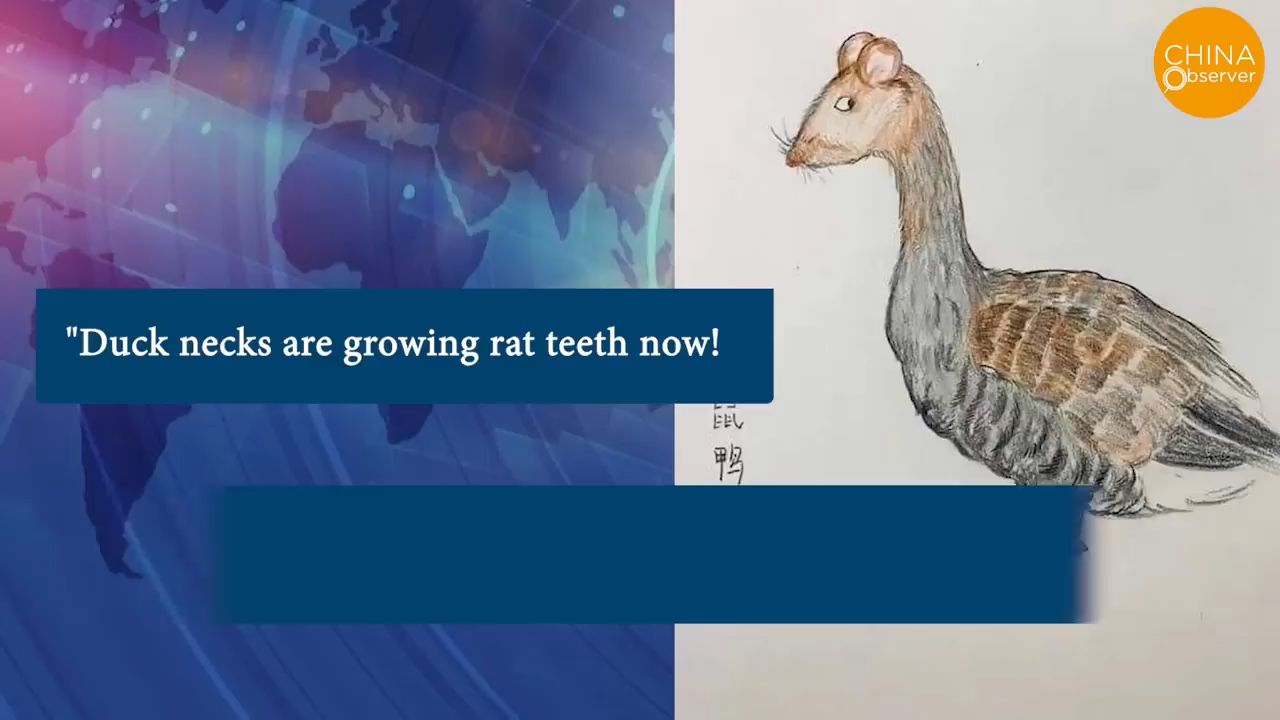 CHINA
Observer
"Duck necks are growing rat teeth now!
鼠
鸭